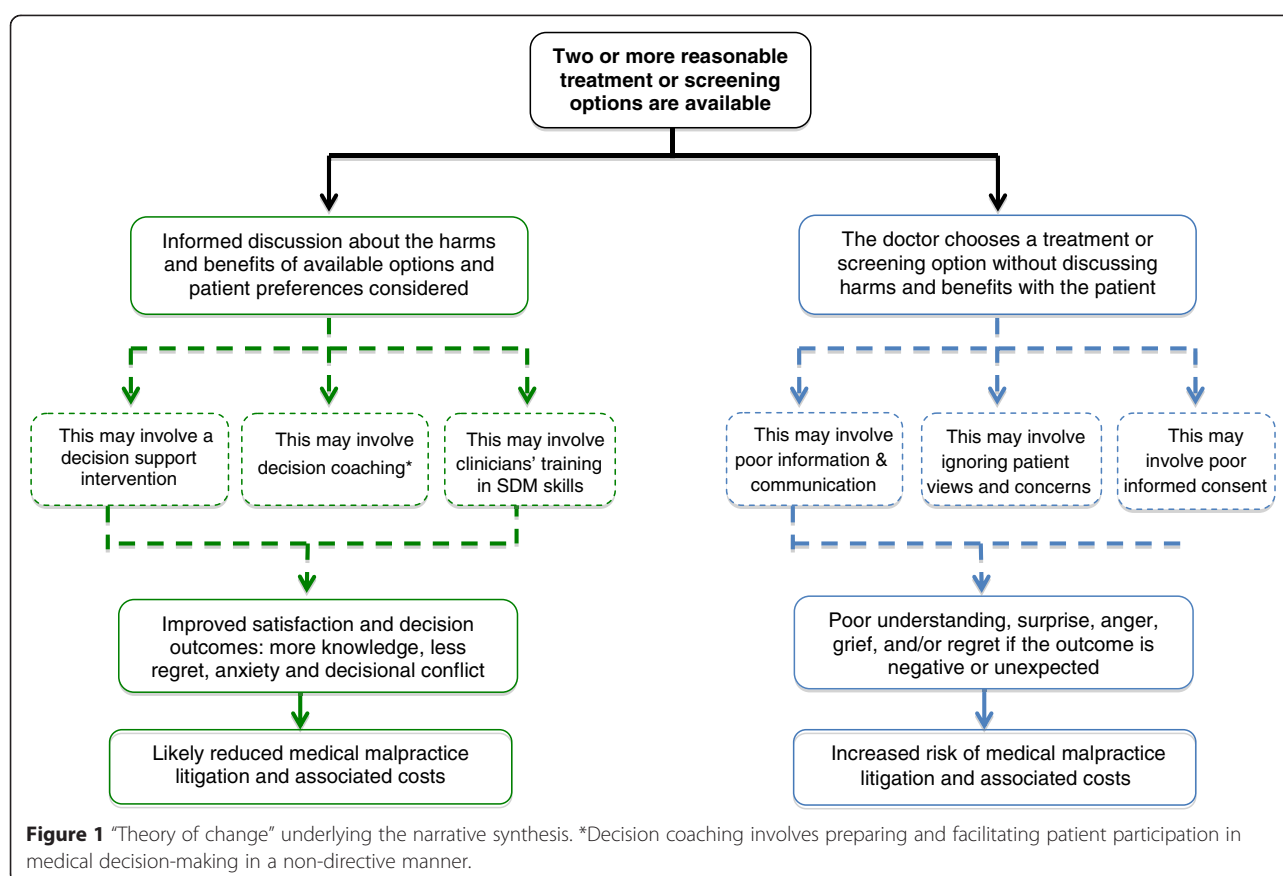 Two or more reasonable
treatment or screening
options are available
Informed discussion about the harms
and benefits of available options and
patient preferences considered
The doctor chooses a treatment or
screening option without discussing
harms and benefits with the patient
This may involve a
decision support
intervention
This may involve
decision coaching*
This may involve
clinicians’ training
in SDM skills
This may involve
poor information &
communication
This may involve
ignoring patient
views and concerns
This may
involve poor
informed consent
Improved satisfaction and decision
outcomes: more knowledge, less
regret, anxiety and decisional conflict
Poor understanding, surprise, anger,
grief, and/or regret if the outcome is
negative or unexpected
Likely reduced medical malpractice
litigation and associated costs
Increased risk of medical malpractice
litigation and associated costs
Figure 1 “Theory of change” underlying the narrative synthesis. *Decision coaching involves preparing and facilitating patient participation in
medical decision-making in a non-directive manner.